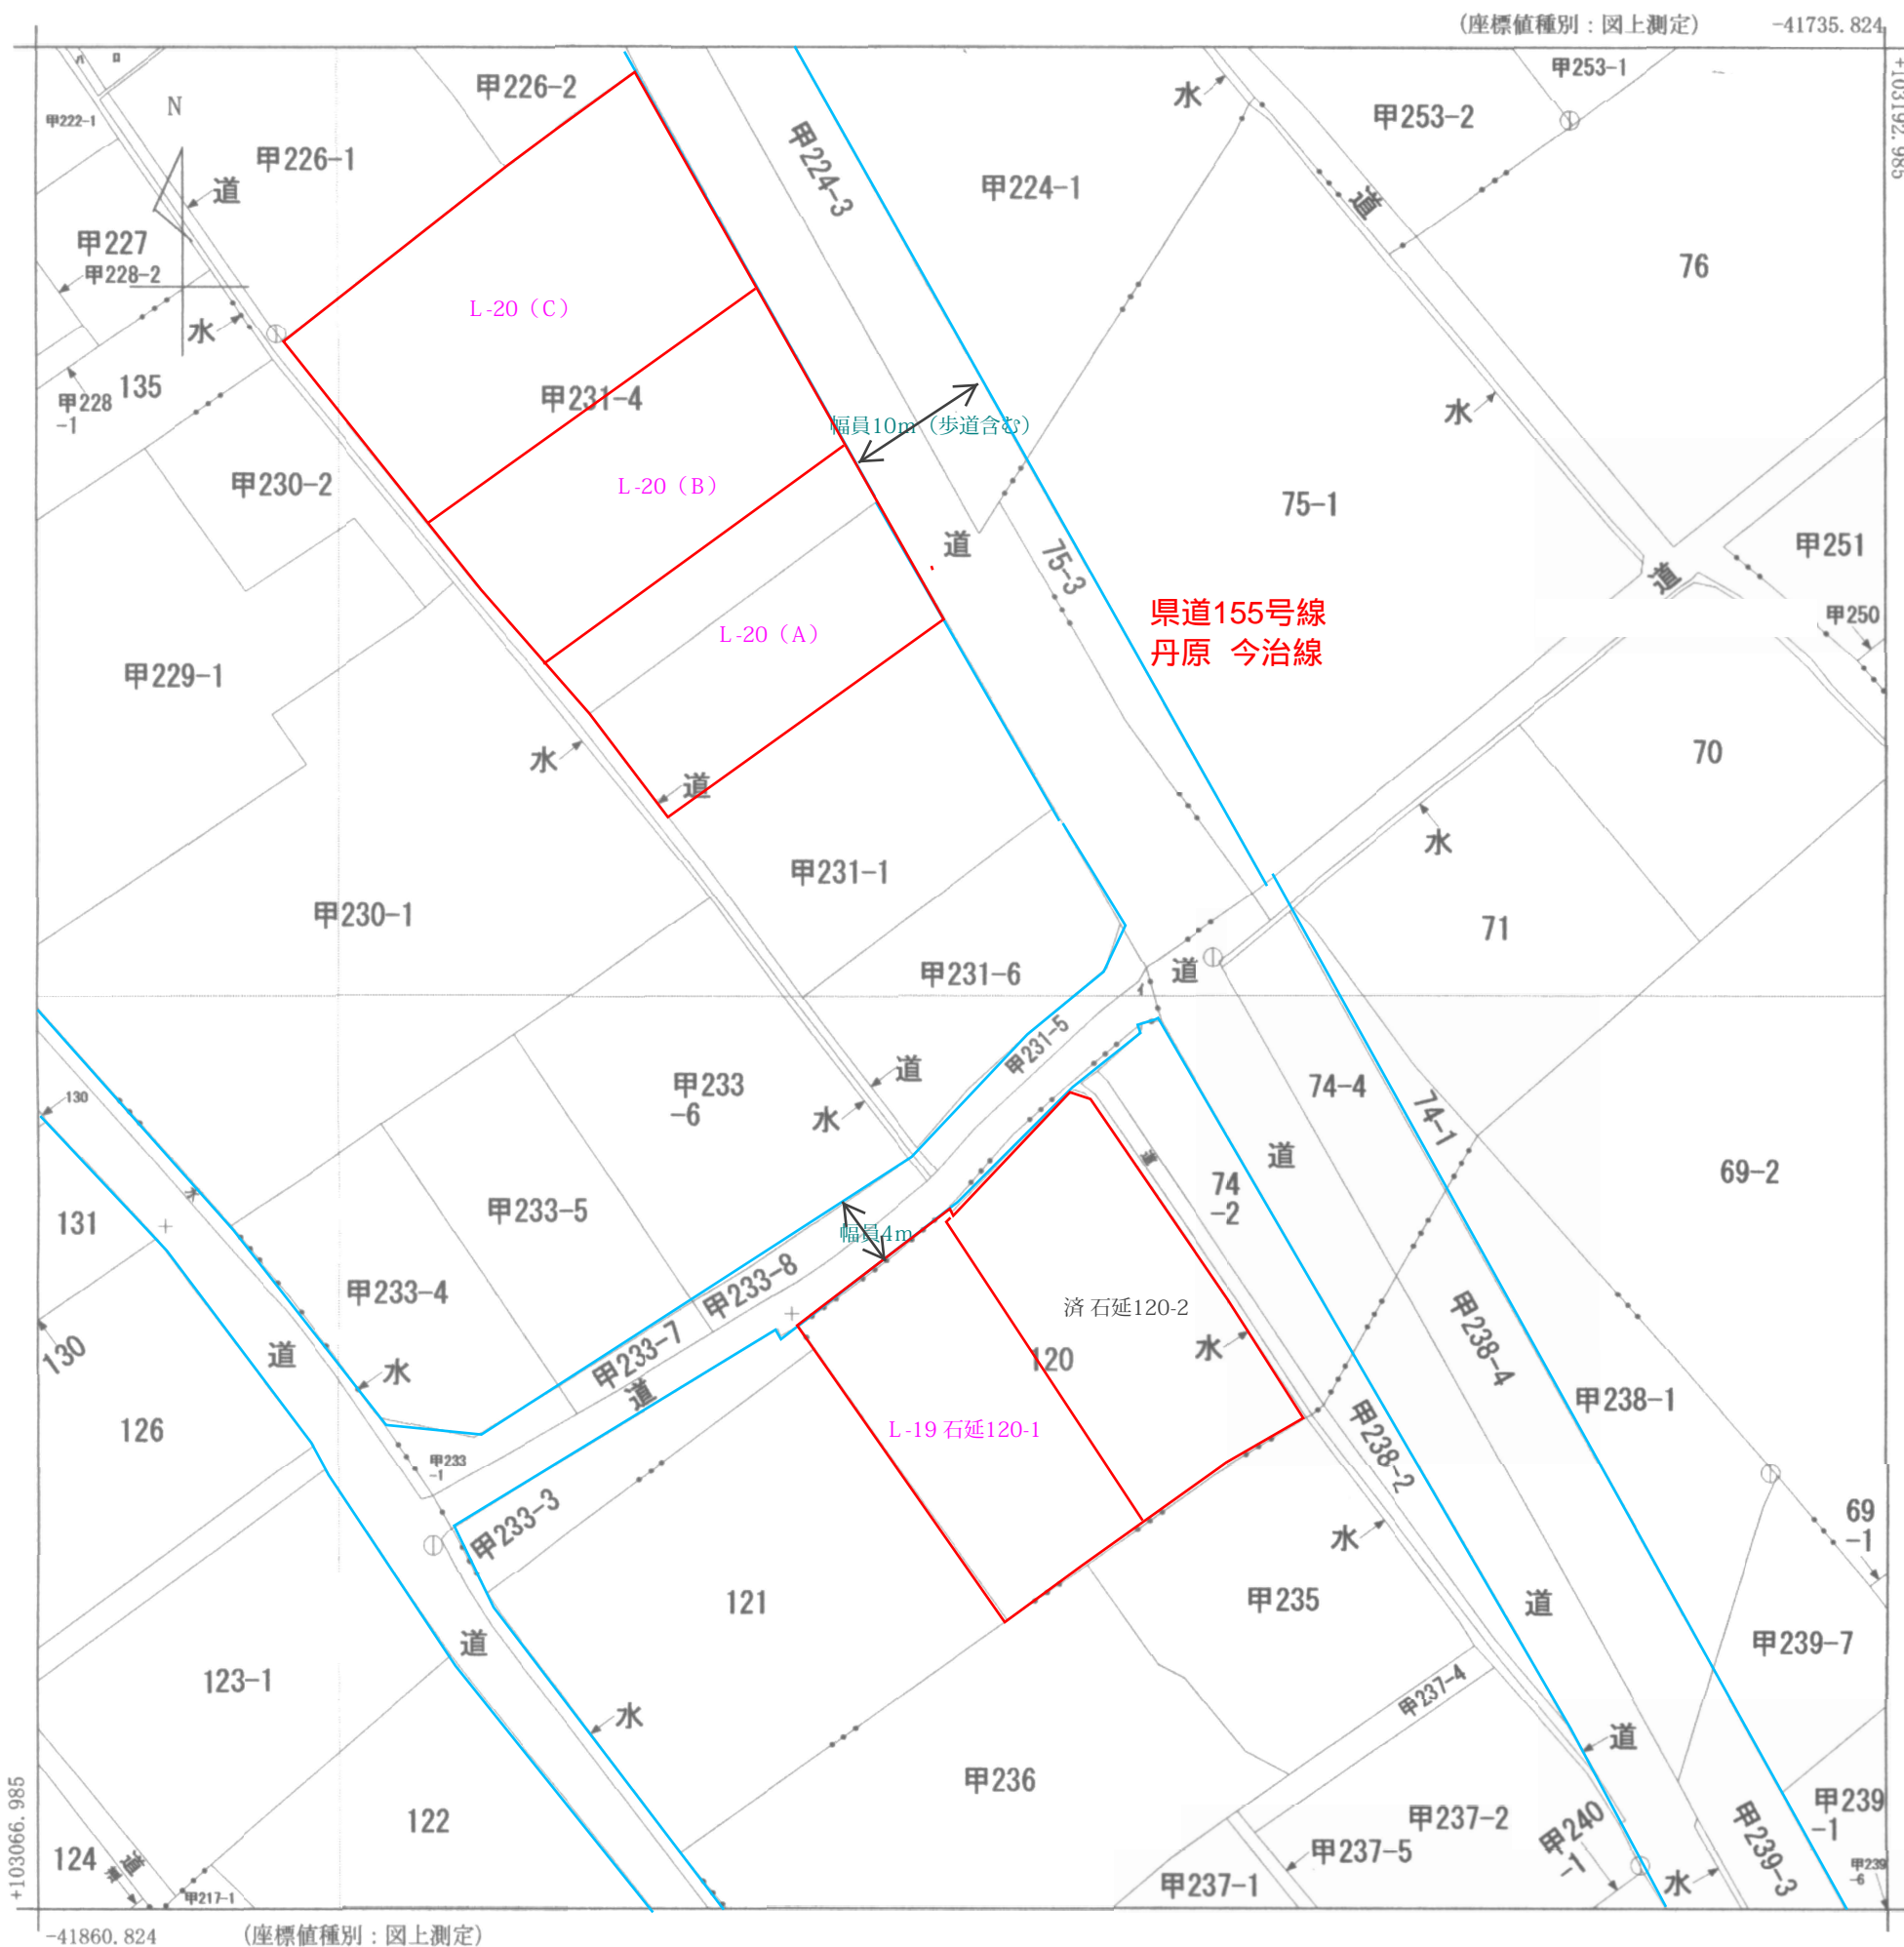 (座標値種別：図上測定)
-41735.824
+103192.985
ハ
ロ
甲226-2
甲253-1
甲222-1
N
甲226-1
道
甲224-3
甲224-1
水
甲253-2
道
甲227
甲228-2
水
76
L-20（C）
135
甲228
-1
甲231-4
幅員10m（歩道含む）
水
甲230-2
L-20（B）
75-1
道
75-3
道
甲251
県道155号線
丹原 今治線
甲250
L-20（A）
甲229-1
水
道
70
水
甲231-1
甲230-1
71
甲231-6
道
イ
甲231-5
道
甲233
-6
水
74-4
74-1
130
道
74
-2
道
69-2
水
131
甲233-5
幅員4m
甲233-8
甲233-4
済 石延120-2
甲238-4
水
120
甲233-7
道
130
道
水
甲238-1
126
L-19 石延120-1
甲238-2
甲233
-1
甲233-3
水
69
-1
121
甲235
道
道
甲239-7
123-1
甲237-4
水
道
甲236
甲239
-1
122
甲237-2
甲240
-1
甲239-3
甲237-5
124
道
甲237-1
水
甲239
-6
甲217-1
+103066.985
-41860.824
(座標値種別：図上測定)